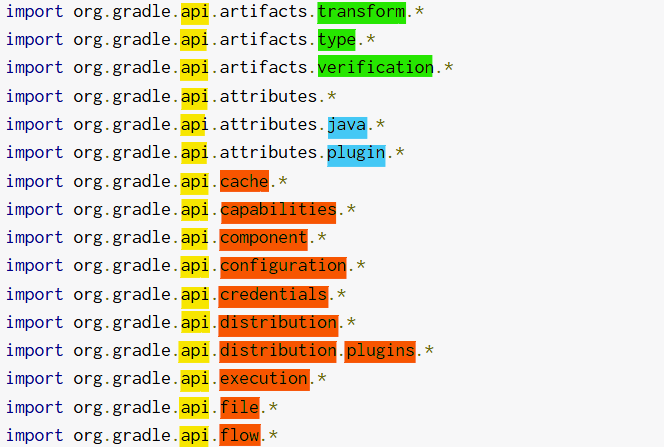 import org.gradle.api.artifacts.transform.*
import org.gradle.api.artifacts.type.*
import org.gradle.api.artifacts.verification.*
import org.gradle.api.attributes.*
import org.gradle.api.attributes.java.*
import org.gradle.api.attributes.plugin.*
import org.gradle.api.cache.*
import org.gradle.api.capabilities.*
import org.gradle.api.component.*
import org.gradle.api.configuration.*
import org.gradle.api.credentials.*
import org.gradle.api.distribution.*
import org.gradle.api.distribution.plugins.*
import org.gradle.api.execution.*
import org.gradle.api.file.*
import org.gradle.api.flow.*